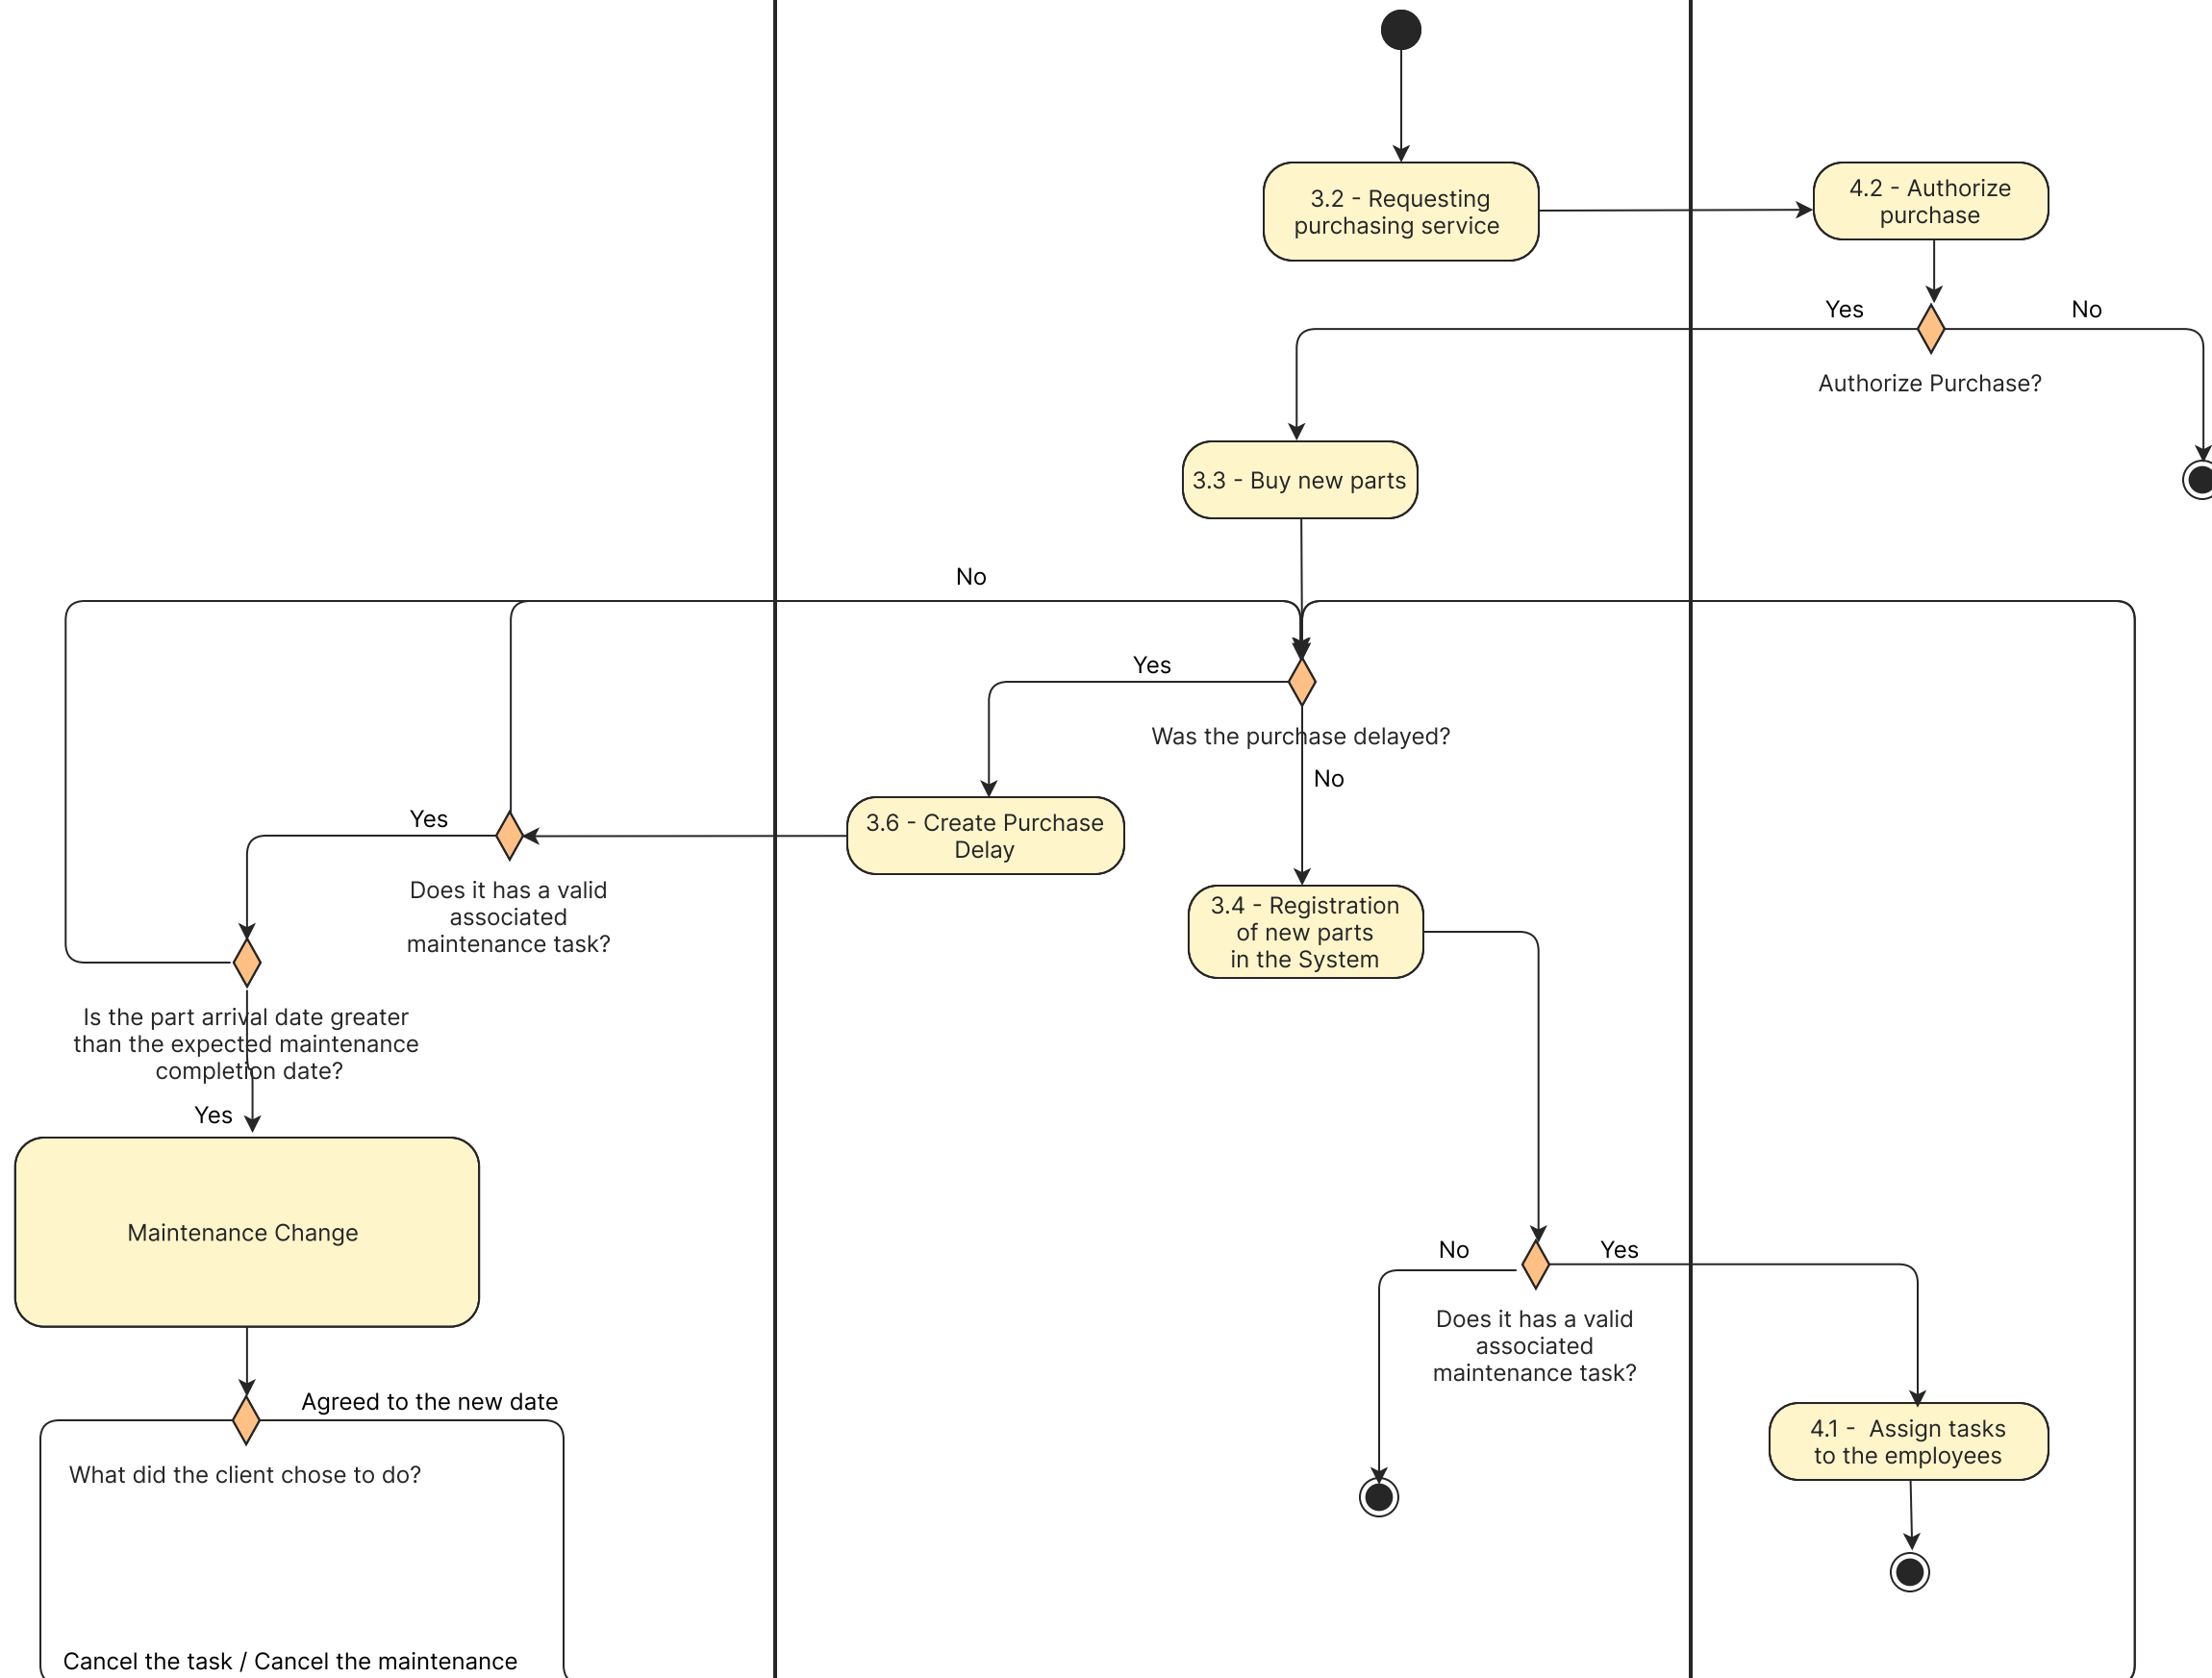 3.2 - Requesting
purchasing service
4.2 - Authorize
purchase
Yes
No
Authorize Purchase?
3.3 - Buy new parts
No
Yes
Was the purchase delayed?
No
3.6 - Create Purchase
Delay
Yes
Does it has a valid
associated
maintenance task?
3.4 - Registration
of new parts
in the System
Is the part arrival date greater
than the expected maintenance
completion date?
Yes
Maintenance Change
No
Yes
Does it has a valid
associated
maintenance task?
Agreed to the new date
What did the client chose to do?
4.1 - Assign tasks
to the employees
Cancel the task / Cancel the maintenance